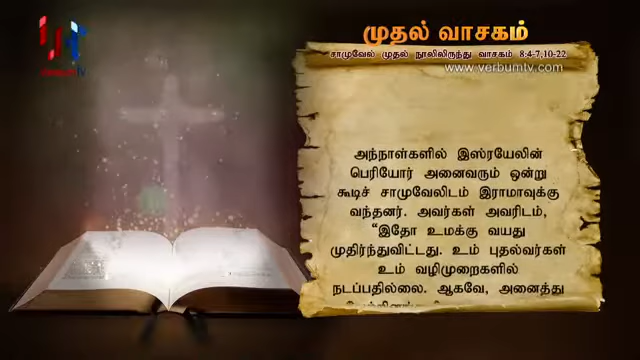 முதல் வாசகம்
சாமுவேல் முதல் நூலிலிருந்து வாசகம் 8:4-7,10-22
www.verbumtv.com
verbumtv
அந்நாள்களில் இஸ்ரயேலின்
பெரியோர் அனைவரும் ஒன்று
கூடிச் சாமுவேலிடம் இராமாவுக்கு
வந்தனர். அவர்கள் அவரிடம்,
“இதோ உமக்கு வயது
முதிர்ந்துவிட்டது. உம் புதல்வர்கள்
உம் வழிமுறைகளில்
நடப்பதில்லை. ஆகவே, அனைத்து